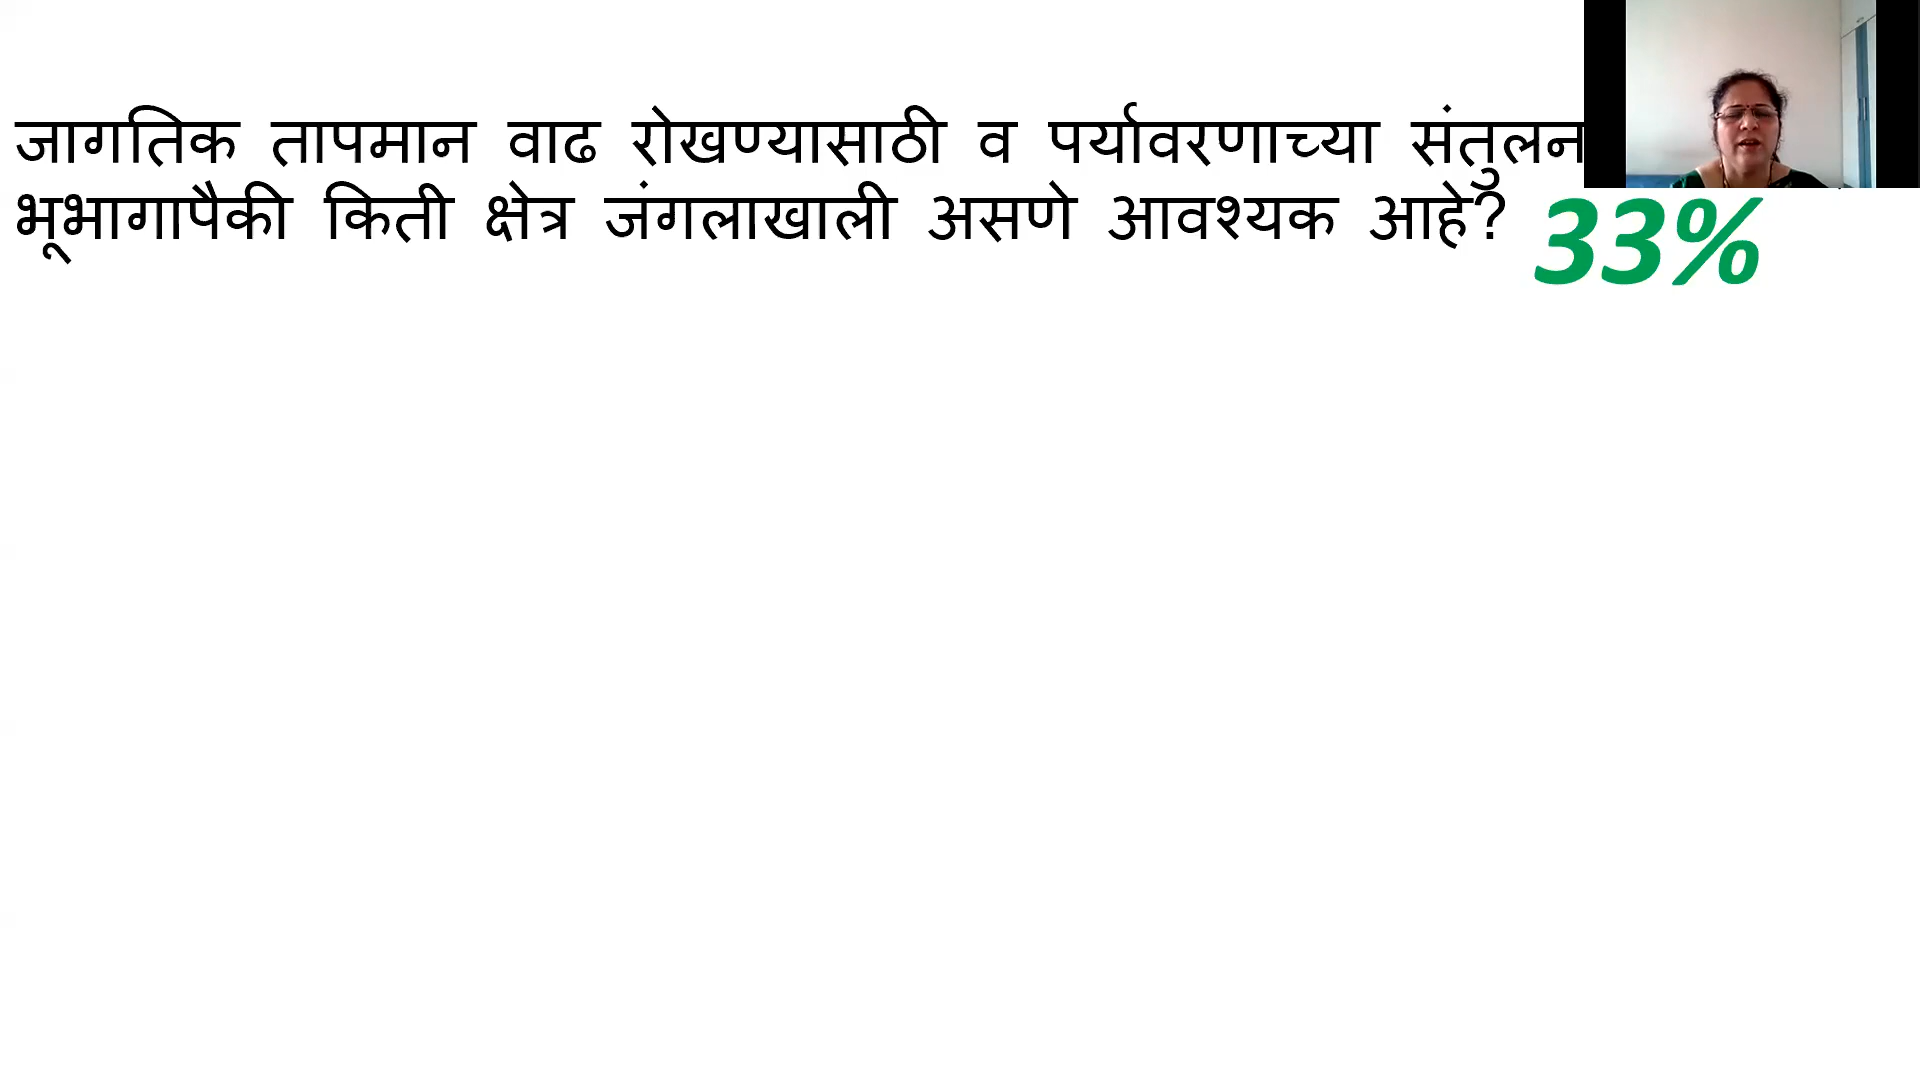 जागतिक तापमान वाढ रोखण्यासाठी व पर्यावरणाच्या संतुलन
भूभागापैकी किती क्षेत्र जंगलाखाली असणे आवश्यक आहे?
33%